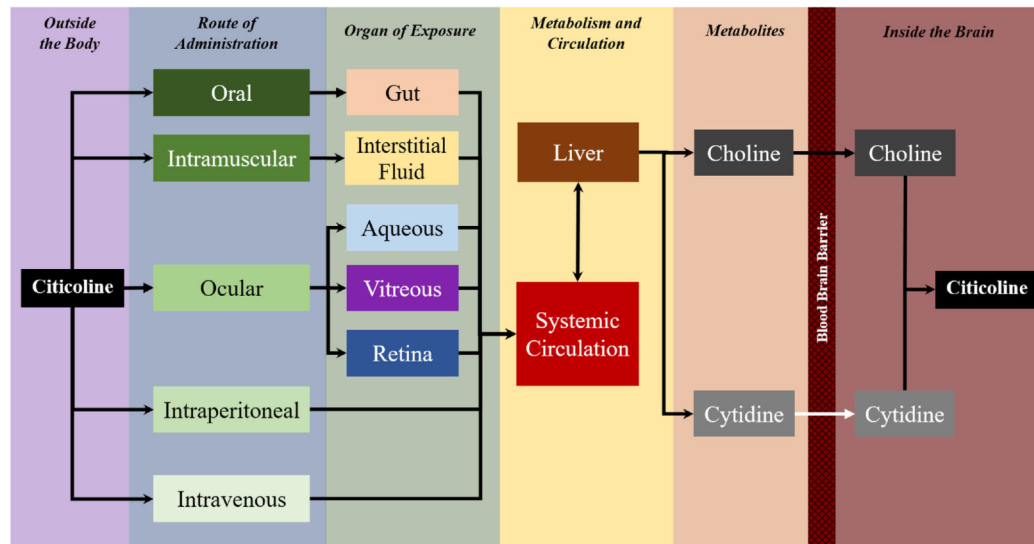 Outside
the Body
Route of
Administration
Organ of Exposure
Metabolism and
Circulation
Metabolites
Inside the Brain
Oral
Gut
Intramuscular
Interstitial
Fluid
Liver
Choline
Choline
Aqueous
Citicoline
Ocular
Vitreous
Systemic
Circulation
Blood Brain Barrier
Citicoline
Retina
Intraperitoneal
Cytidine
Cytidine
Intravenous